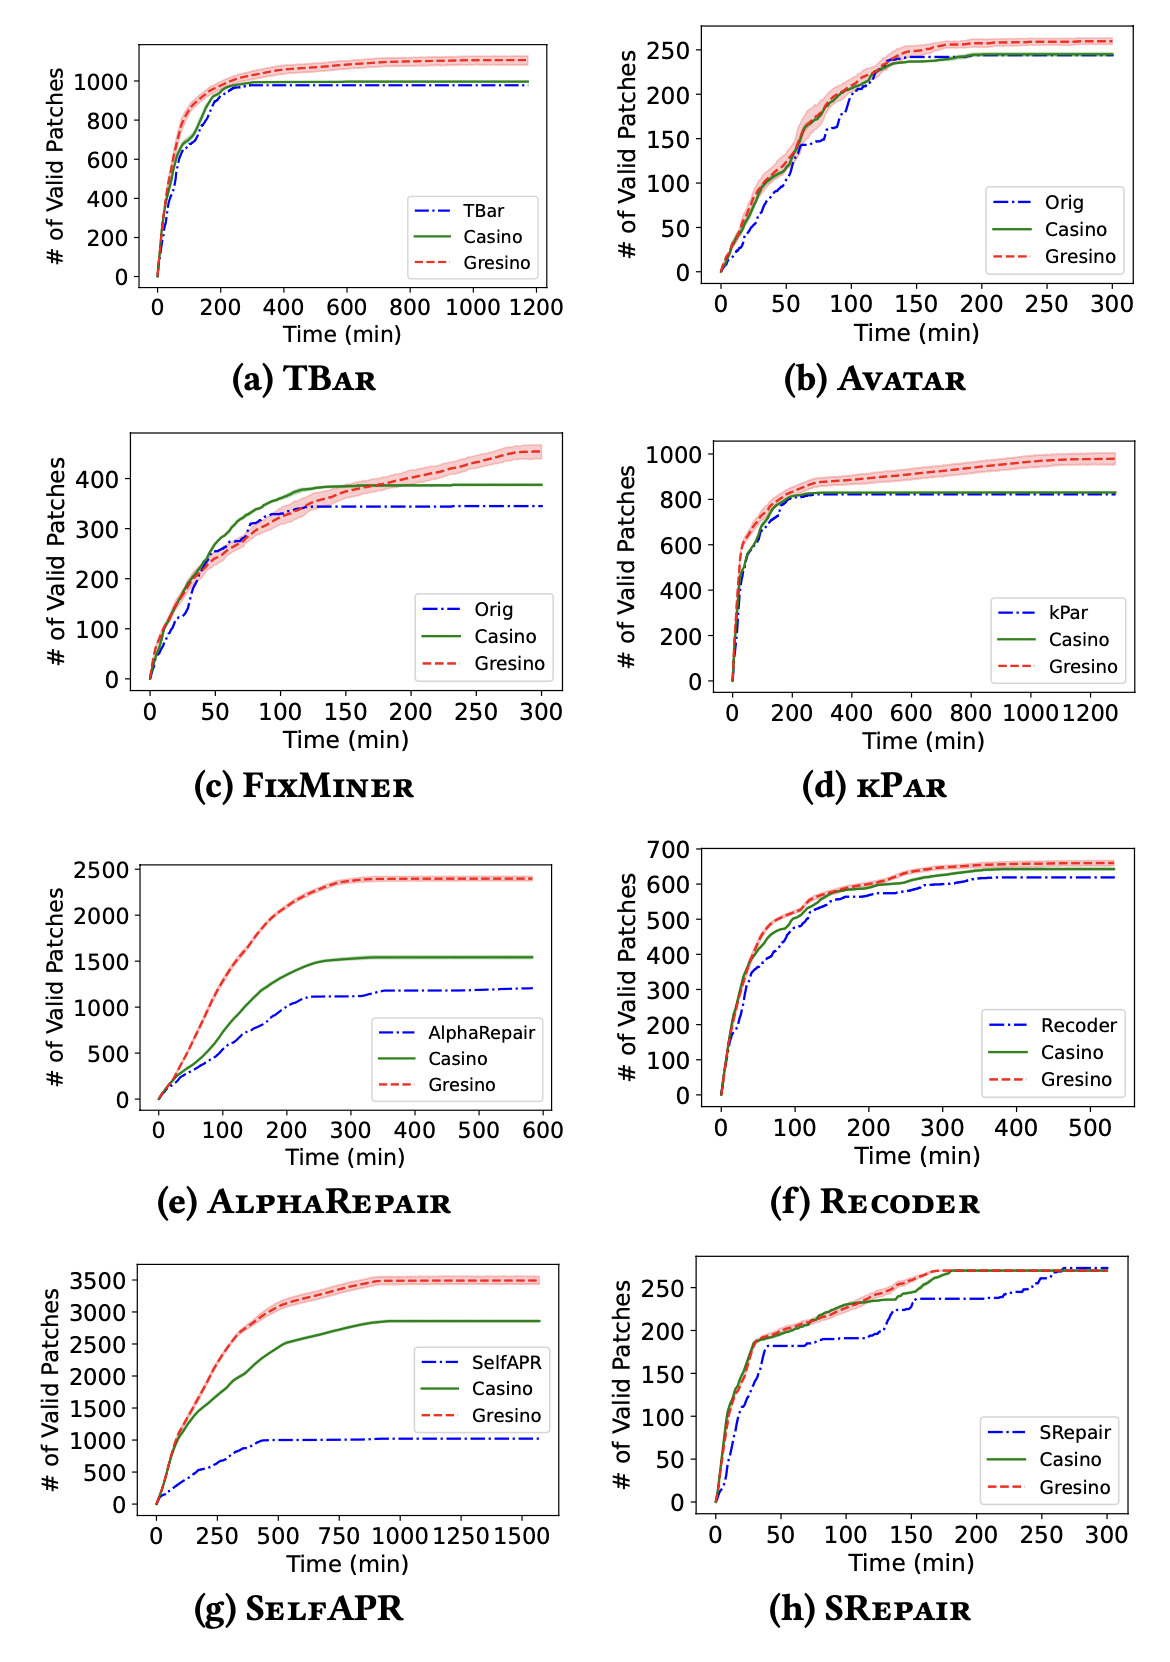 # of Valid Patches
1000
800
600
400
200
0
TBar
Casino
Gresino
0 200 400 600 800 1000 1200
Time (min)
(a) TBar
# of Valid Patches
250
200
150
100
50
0
Orig
Casino
Gresino
0 50 100 150 200 250 300
Time (min)
(b) Avatar
# of Valid Patches
400
300
200
100
0
Orig
Casino
Gresino
0 50 100 150 200 250 300
Time (min)
(c) FixMiner
# of Valid Patches
1000
800
600
400
200
0
kPar
Casino
Gresino
0 200 400 600 800 1000 1200
Time (min)
(d) kPar
# of Valid Patches
2500
2000
1500
1000
500
0
AlphaRepair
Casino
Gresino
0 100 200 300 400 500 600
Time (min)
(e) AlphaRepair
# of Valid Patches
700
600
500
400
300
200
100
0
Recoder
Casino
Gresino
0 100 200 300 400 500
Time (min)
(f) Recoder
# of Valid Patches
3500
3000
2500
2000
1500
1000
500
0
SelfAPR
Casino
Gresino
0 250 500 750 1000 1250 1500
Time (min)
(g) SelfAPR
# of Valid Patches
250
200
150
100
50
0
SRepair
Casino
Gresino
0 50 100 150 200 250 300
Time (min)
(h) SRepair